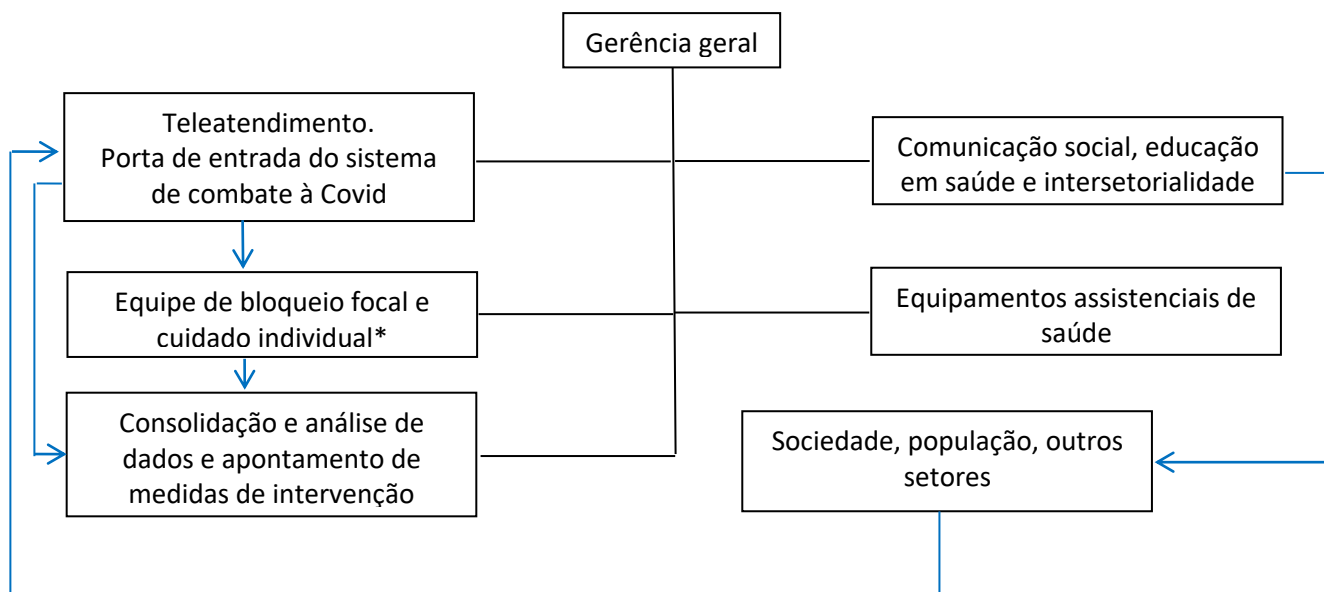 Gerência geral
Teleatendimento.
Porta de entrada do sistema
de combate à Covid
Comunicação social, educação
em saúde e intersetorialidade
Equipe de bloqueio focal e
cuidado individual*
Equipamentos assistenciais de
saúde
Consolidação e análise de
dados e apontamento de
medidas de intervenção
Sociedade, população, outros
setores